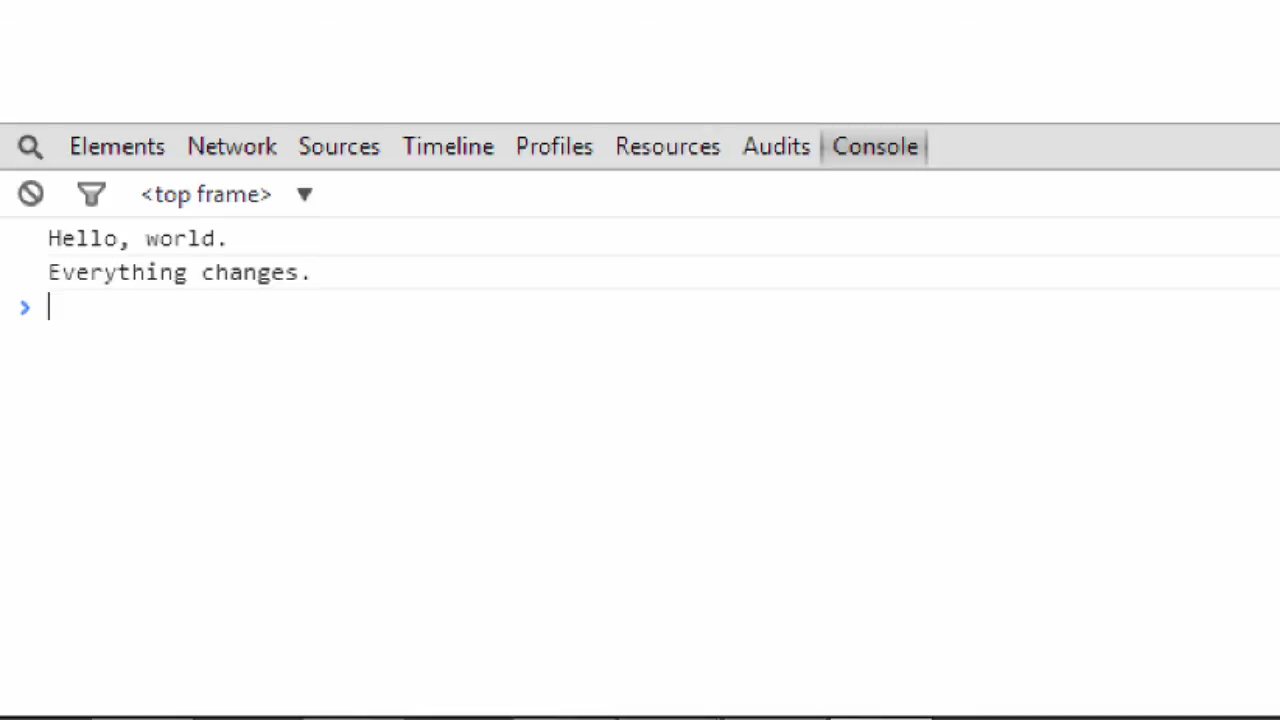 Elements Network Sources Timeline Profiles Resources Audits Console
<top frame> ▼
Hello, world.
Everything changes.
>